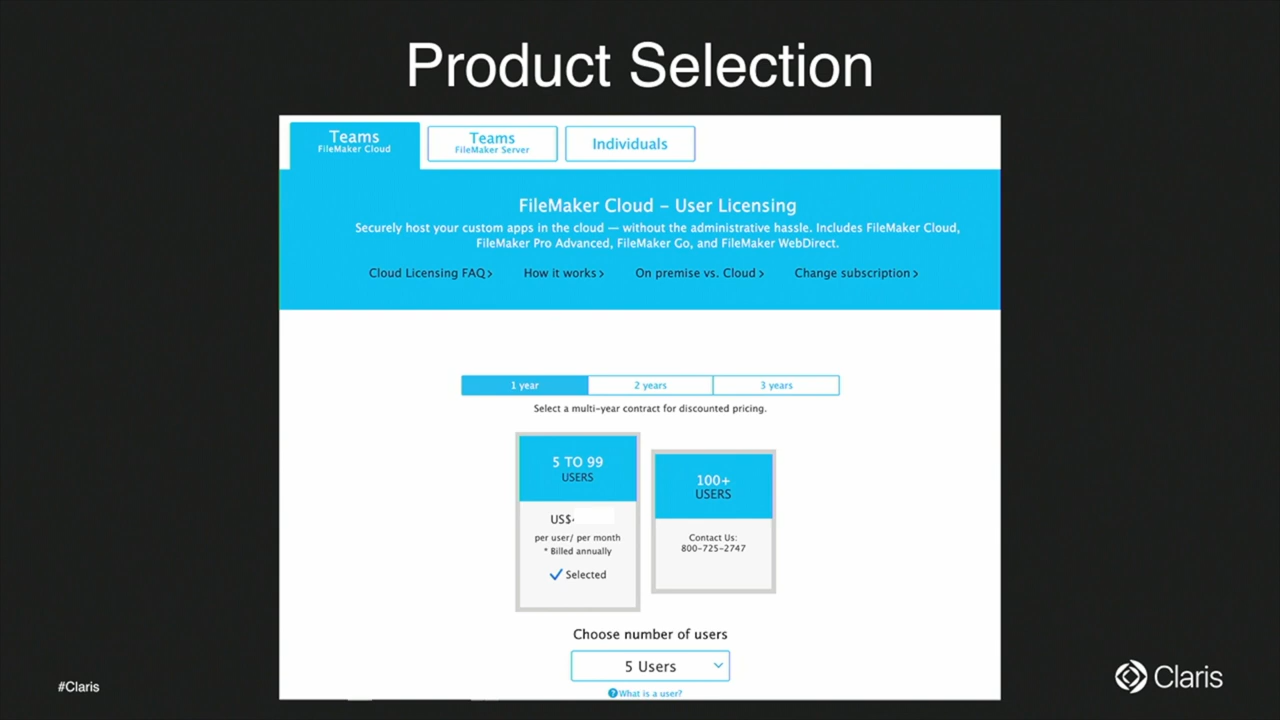 Product Selection
Teams
FileMaker Cloud
Teams
FileMaker Server
Individuals
FileMaker Cloud – User Licensing
Securely host your custom apps in the cloud — without the administrative hassle. Includes FileMaker Cloud,
FileMaker Pro Advanced, FileMaker Go, and FileMaker WebDirect.
Cloud Licensing FAQ> How it works> On premise vs. Cloud> Change subscription>
1 year 2 years 3 years
Select a multi-year contract for discounted pricing.
5 TO 99
USERS
US$
per user/ per month
* Billed annually
Selected
100+
USERS
Contact Us:
800-725-2747
Choose number of users
5 Users
?What is a user?
#Claris
Claris